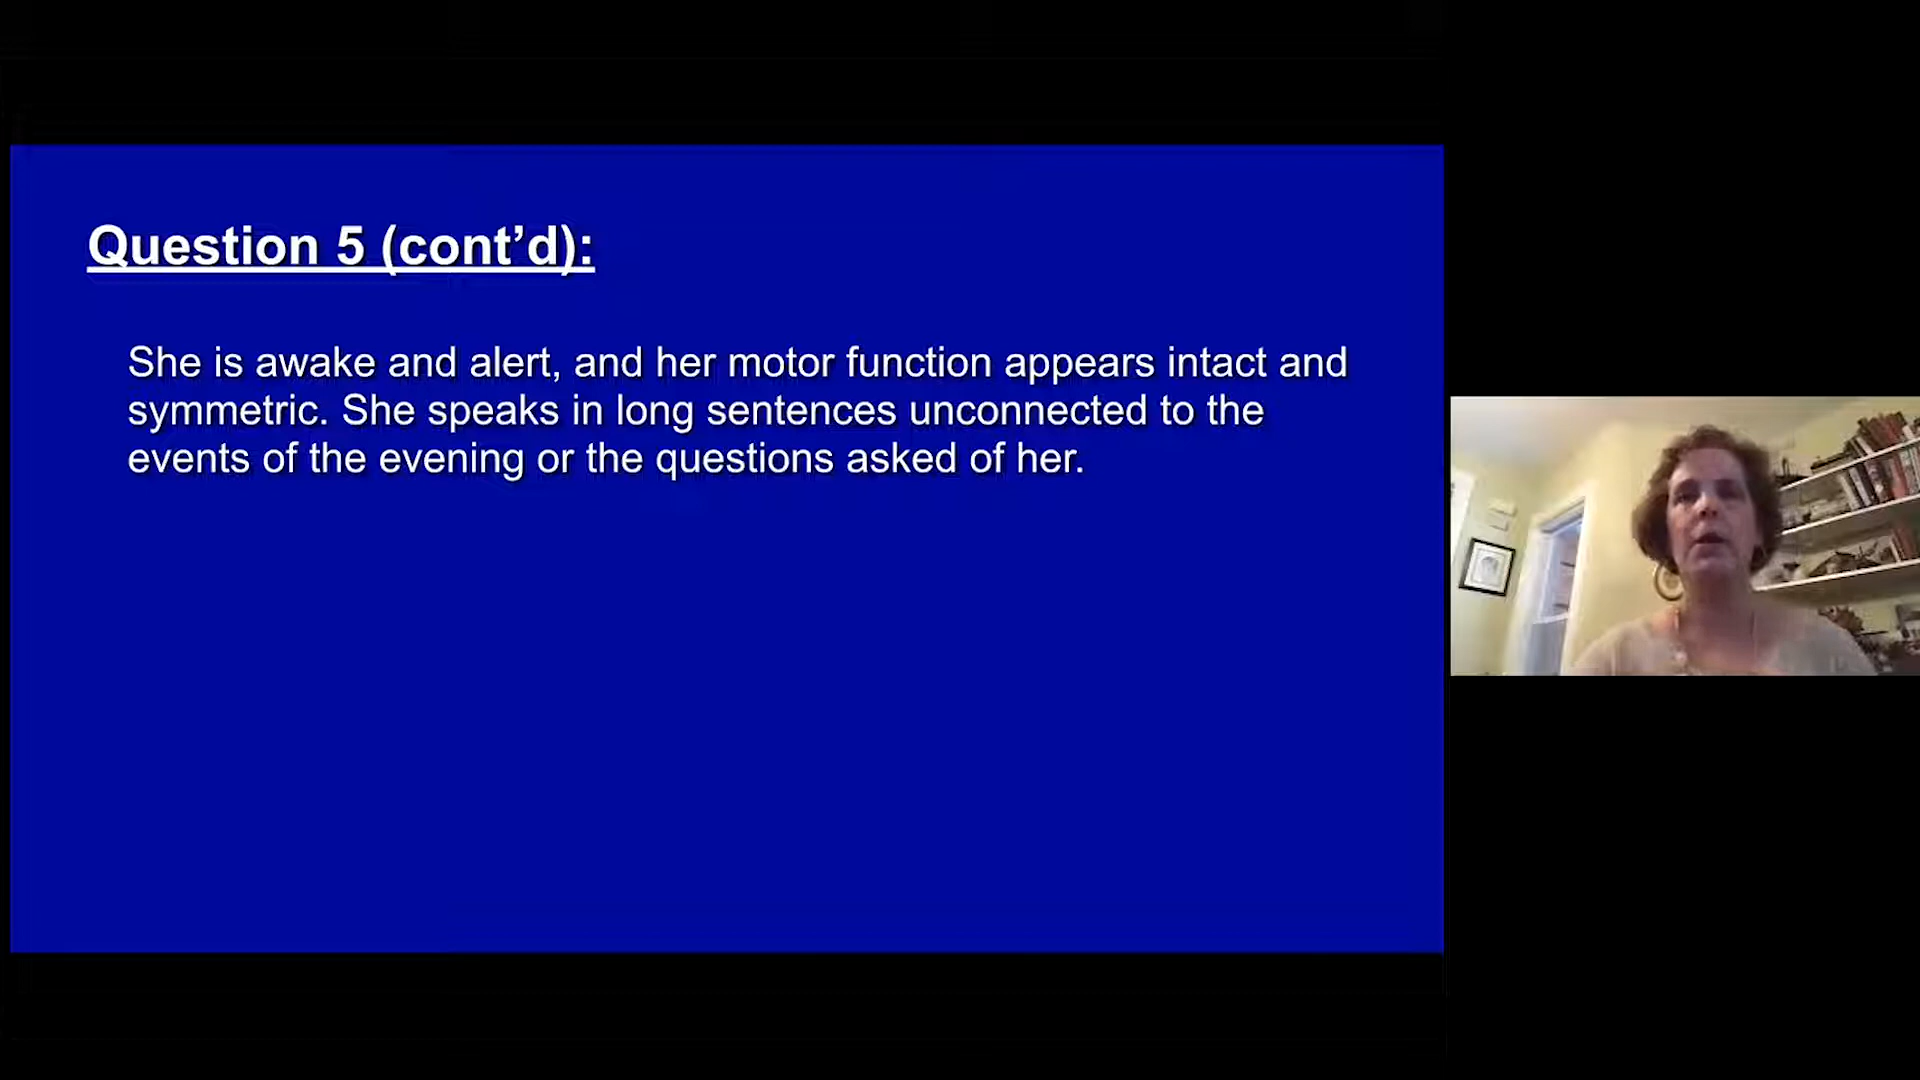 Question 5 (cont’d):
She is awake and alert, and her motor function appears intact and
symmetric. She speaks in long sentences unconnected to the
events of the evening or the questions asked of her.